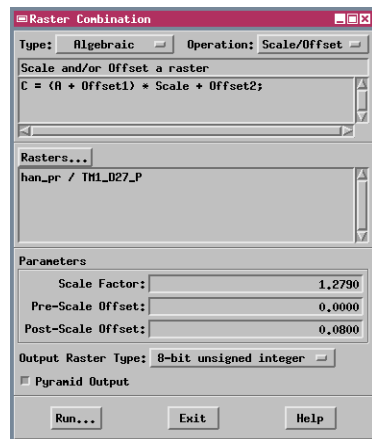 Raster Combination
Type: Algebraic Operation: Scale/Offset
Scale and/or Offset a raster
C = (A + Offset1) * Scale + Offset2;
Rasters...
han_pr / TM1_D27_P
Parameters
Scale Factor: 1.2790
Pre-Scale Offset: 0.0000
Post-Scale Offset: 0.0800
Output Raster Type: 8-bit unsigned integer
Pyramid Output
Run... Exit Help